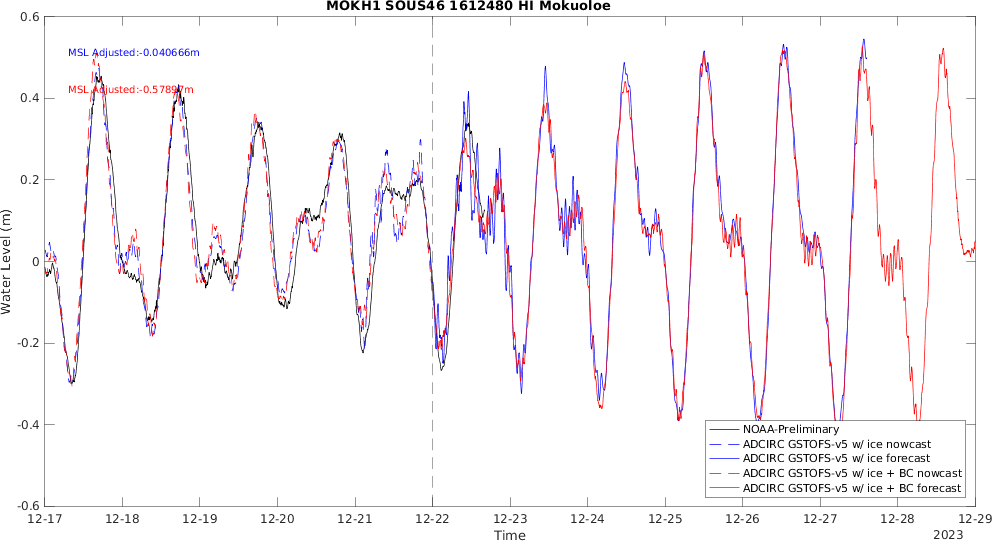 MOKH1 SOUS46 1612480 HI Mokuoloe
MSL Adjusted:-0.040666m
MSL Adjusted:-0.57897m
Water Level (m)
0.6
0.4
0.2
0
-0.2
-0.4
-0.6
NOAA-Preliminary
ADCIRC GSTOFS-v5 w/ ice nowcast
ADCIRC GSTOFS-v5 w/ ice forecast
ADCIRC GSTOFS-v5 w/ ice + BC nowcast
ADCIRC GSTOFS-v5 w/ ice + BC forecast
12-17 12-18 12-19 12-20 12-21 12-22 12-23 12-24 12-25 12-26 12-27 12-28 12-29
Time
2023